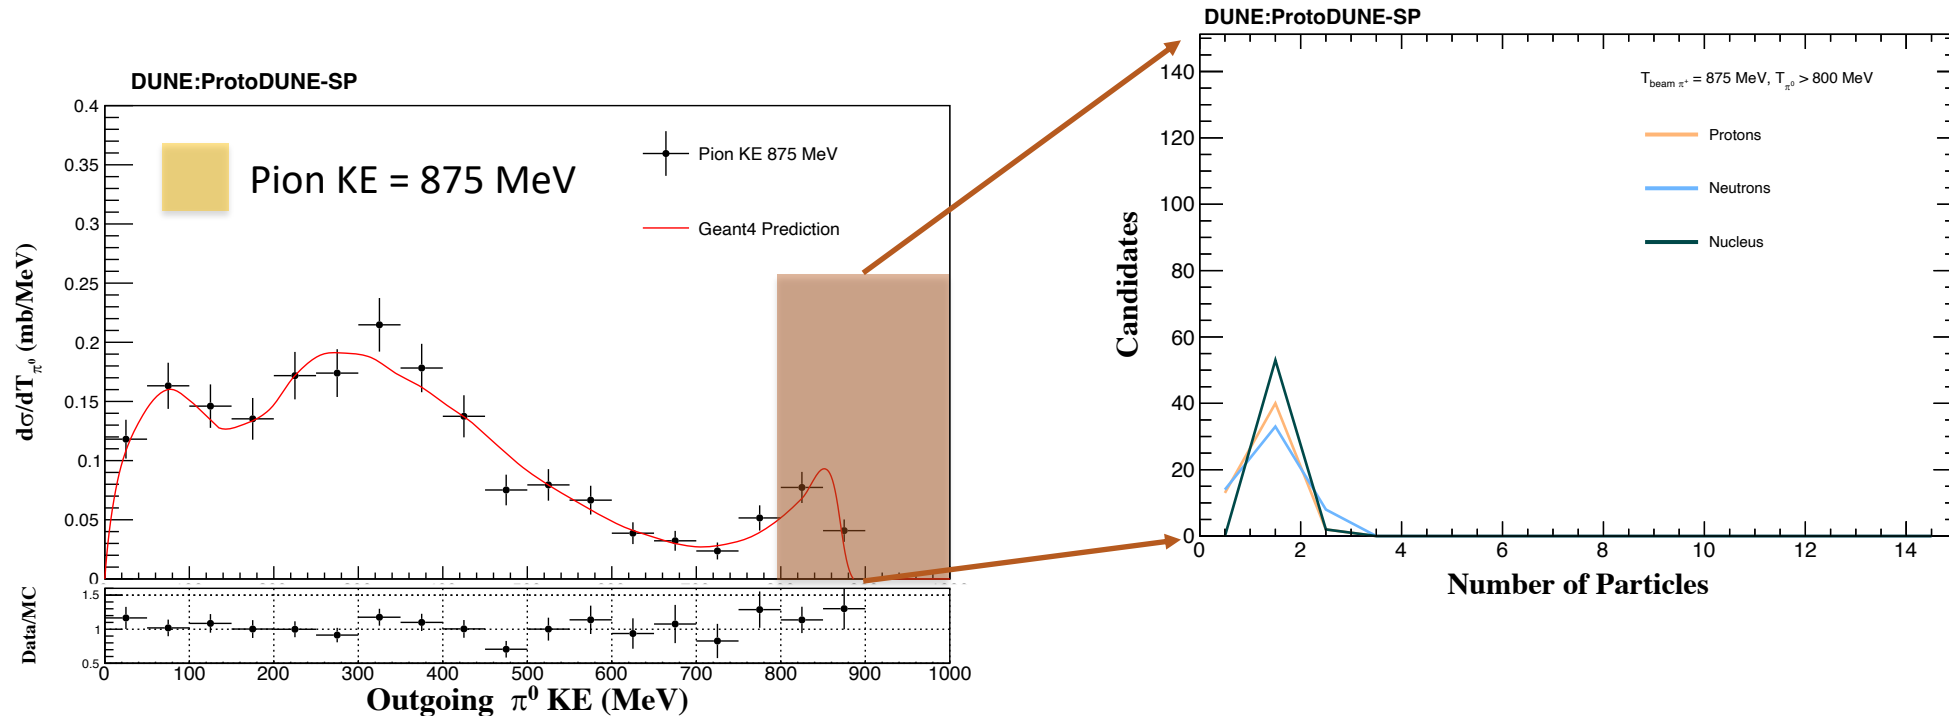 DUNE:ProtoDUNE-SP
0.4
0.35
0.3
0.25
0.2
0.15
0.1
0.05
0
dσ/dT_π⁰ (mb/MeV)
Pion KE = 875 MeV
Pion KE 875 MeV
Geant4 Prediction
1.5
1
0.5
Data/MC
0 100 200 300 400 500 600 700 800 900 1000
Outgoing π⁰ KE (MeV)
DUNE:ProtoDUNE-SP
140
120
100
80
60
40
20
0
Candidates
T_beam π⁺ = 875 MeV, T_π⁰ > 800 MeV
Protons
Neutrons
Nucleus
0 2 4 6 8 10 12 14
Number of Particles